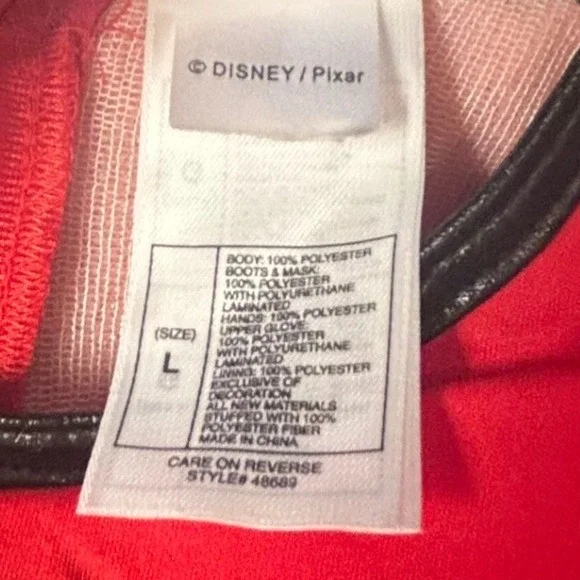 © DISNEY / Pixar
(SIZE)
L
BODY: 100% POLYESTER
BOOTS & MASK:
100% POLYESTER
WITH POLYURETHANE
LAMINATED
HANDS: 100% POLYESTER
UPPER GLOVE:
100% POLYESTER
WITH POLYURETHANE
LAMINATED
LINING: 100% POLYESTER
EXCLUSIVE OF
DECORATION
ALL NEW MATERIALS
STUFFED WITH 100%
POLYESTER FIBER
MADE IN CHINA
CARE ON REVERSE
STYLE# 48689